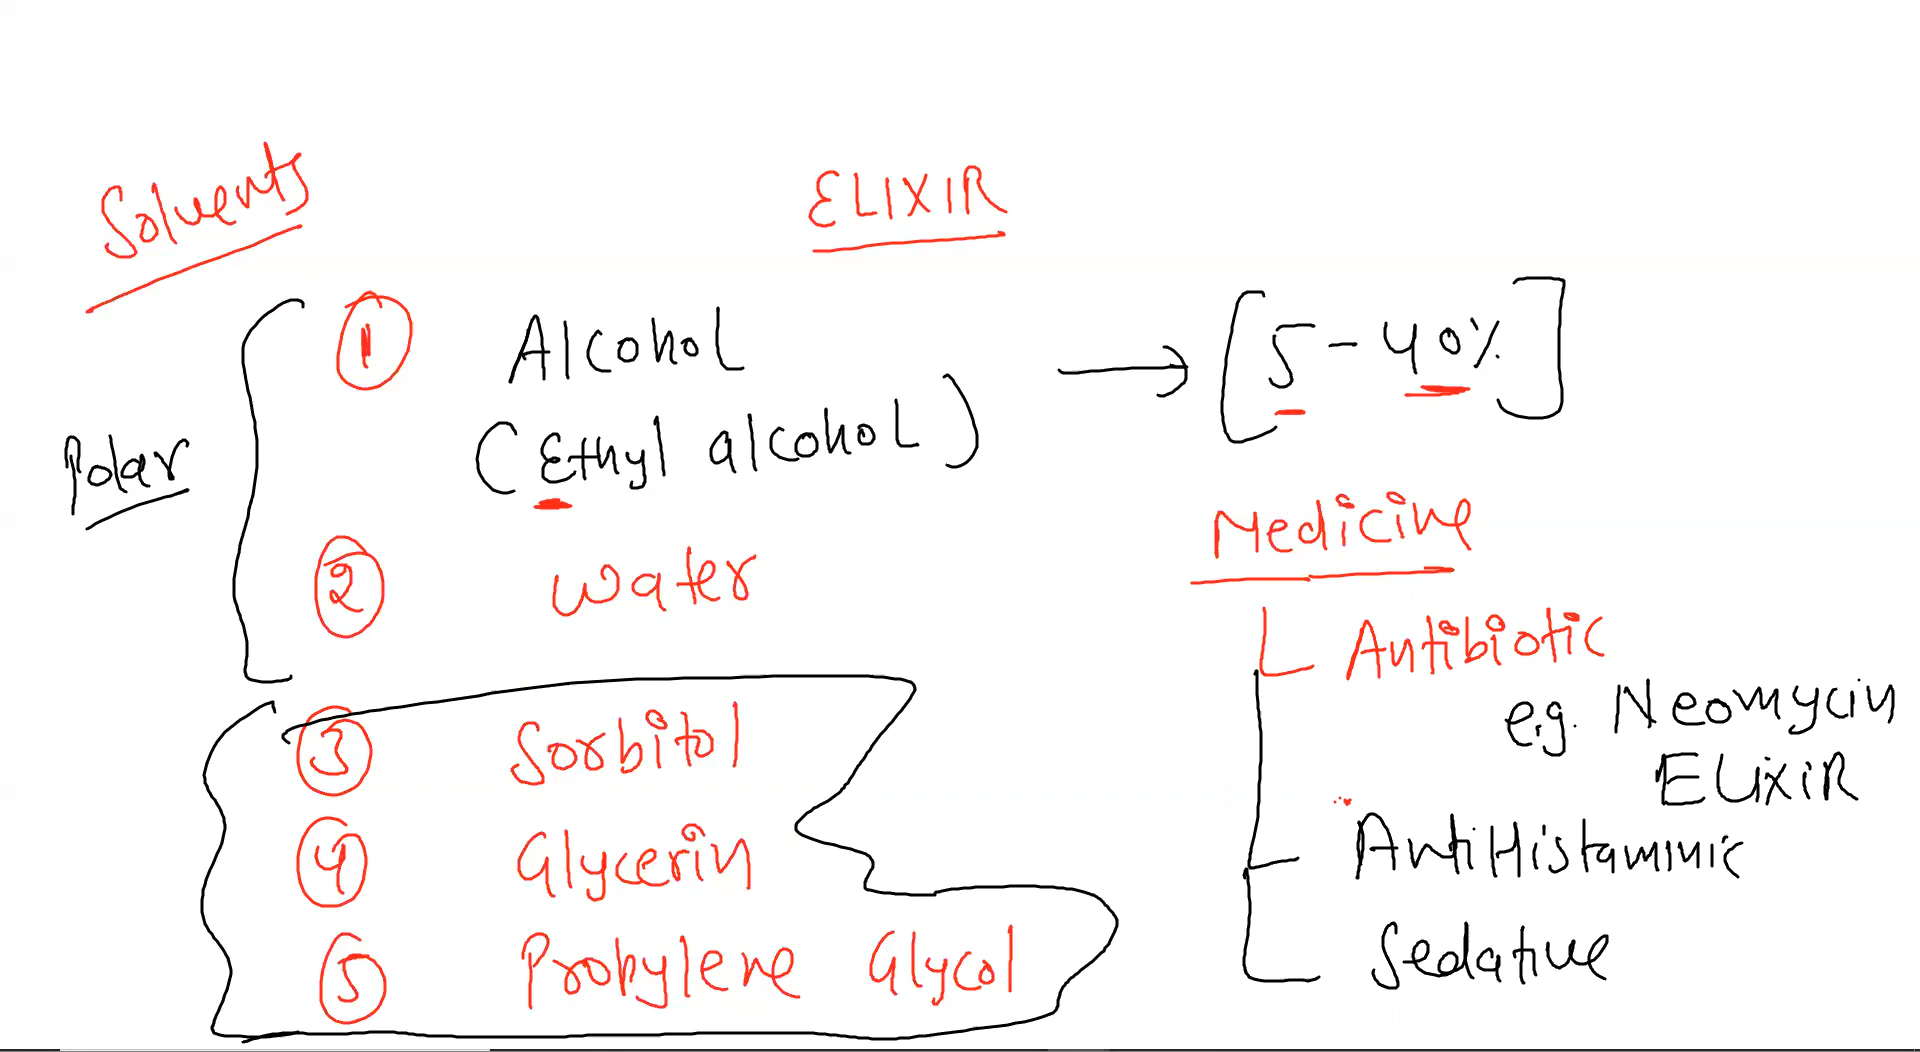 Solvents
ELIXIR
Polar
① Alcohol → [5-40%]
(Ethyl alcohol)
② Water
③ Sorbitol
④ Glycerin
⑤ Propylene Glycol
Medicine
Antibiotic
e.g. Neomycin
ELixiR
AntiHistaminic
Sedative